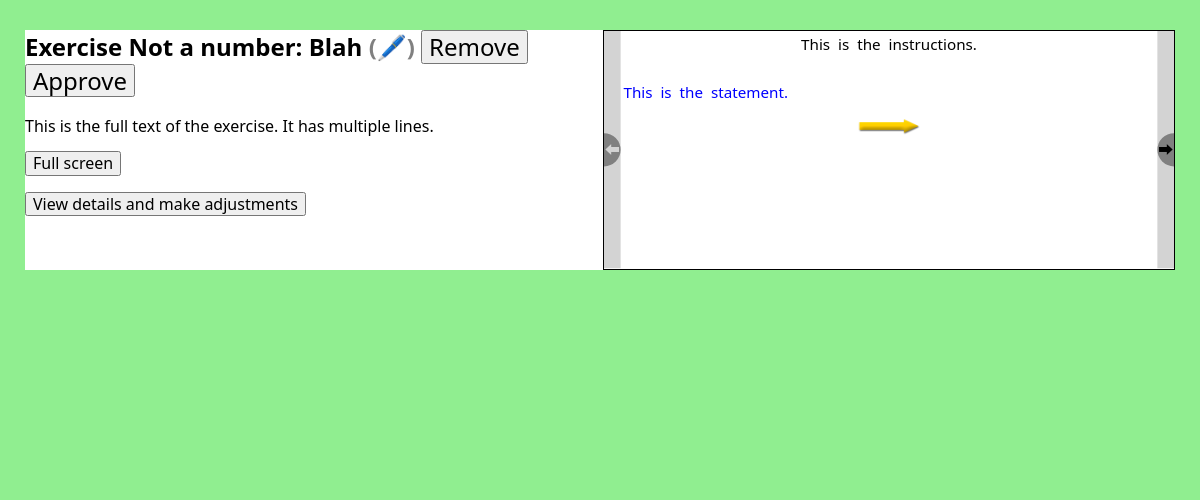 Exercise Not a number: Blah (🖊️) Remove
Approve
This is the full text of the exercise. It has multiple lines.
Full screen
View details and make adjustments
This is the instructions.
This is the statement.